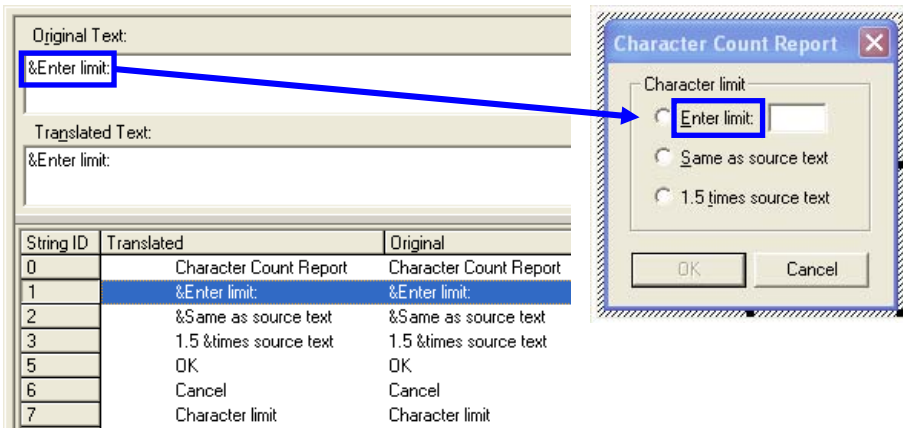 Original Text:
&Enter limit:
Translated Text:
&Enter limit:
String ID Translated Original
0 Character Count Report Character Count Report
1 &Enter limit: &Enter limit:
2 &Same as source text &Same as source text
3 1.5 &times source text 1.5 &times source text
5 OK OK
6 Cancel Cancel
7 Character limit Character limit
Character Count Report
Character limit
Enter limit:
Same as source text
1.5 times source text
OK Cancel